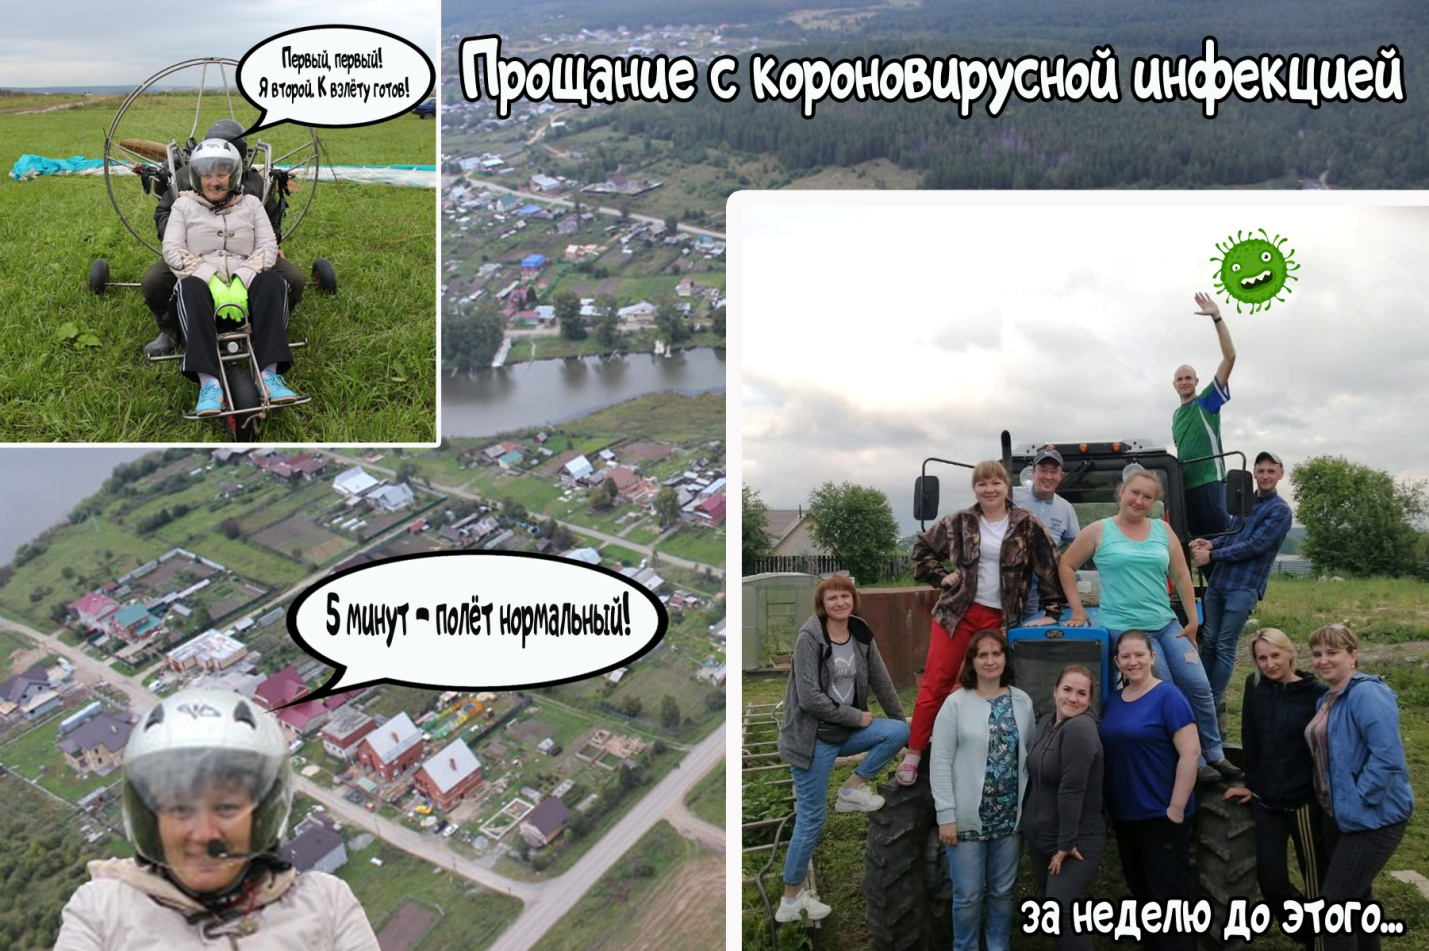 Первый, первый!
Я второй. К взлёту готов!
Прощание с короновирусной инфекцией
5 минут - полёт нормальный!
за неделю до этого...